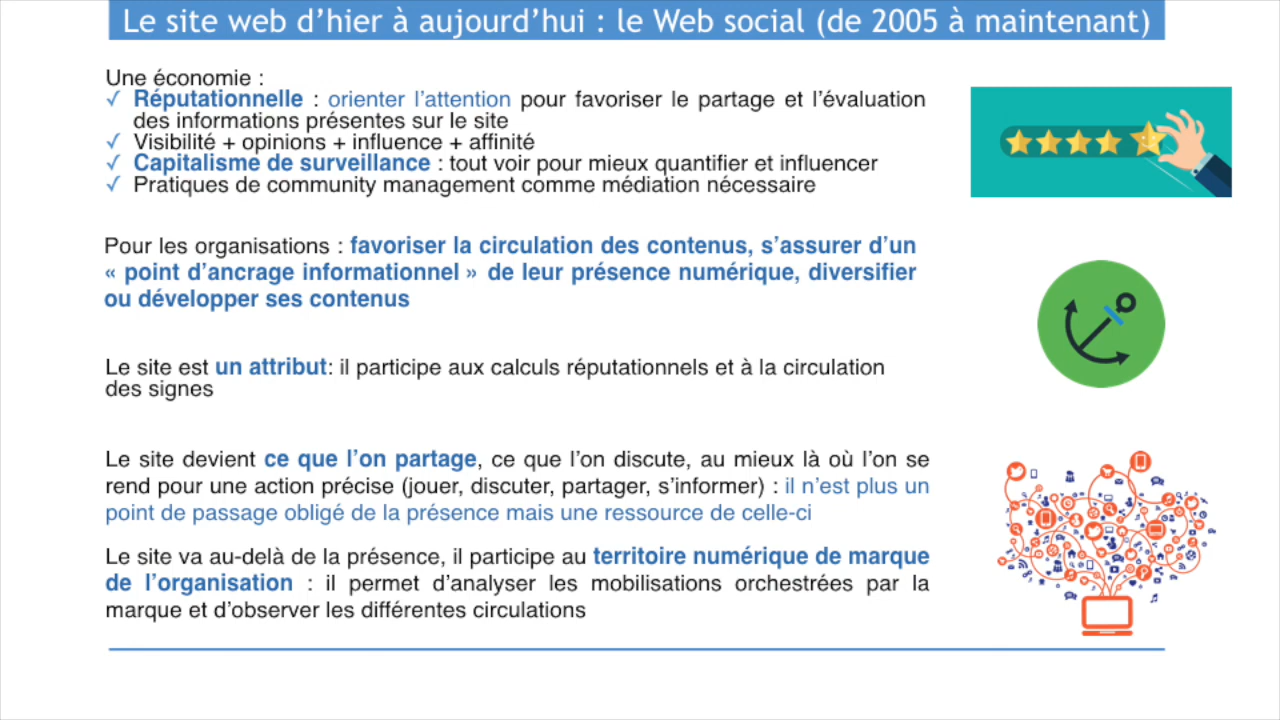 Le site web d’hier à aujourd’hui : le Web social (de 2005 à maintenant)
Une économie :
✓ Réputationnelle : orienter l’attention pour favoriser le partage et l’évaluation
des informations présentes sur le site
✓ Visibilité + opinions + influence + affinité
✓ Capitalisme de surveillance : tout voir pour mieux quantifier et influencer
✓ Pratiques de community management comme médiation nécessaire
Pour les organisations : favoriser la circulation des contenus, s’assurer d’un
« point d’ancrage informationnel » de leur présence numérique, diversifier
ou développer ses contenus
Le site est un attribut: il participe aux calculs réputationnels et à la circulation
des signes
Le site devient ce que l’on partage, ce que l’on discute, au mieux là où l’on se
rend pour une action précise (jouer, discuter, partager, s’informer) : il n’est plus un
point de passage obligé de la présence mais une ressource de celle-ci
Le site va au-delà de la présence, il participe au territoire numérique de marque
de l’organisation : il permet d’analyser les mobilisations orchestrées par la
marque et d’observer les différentes circulations